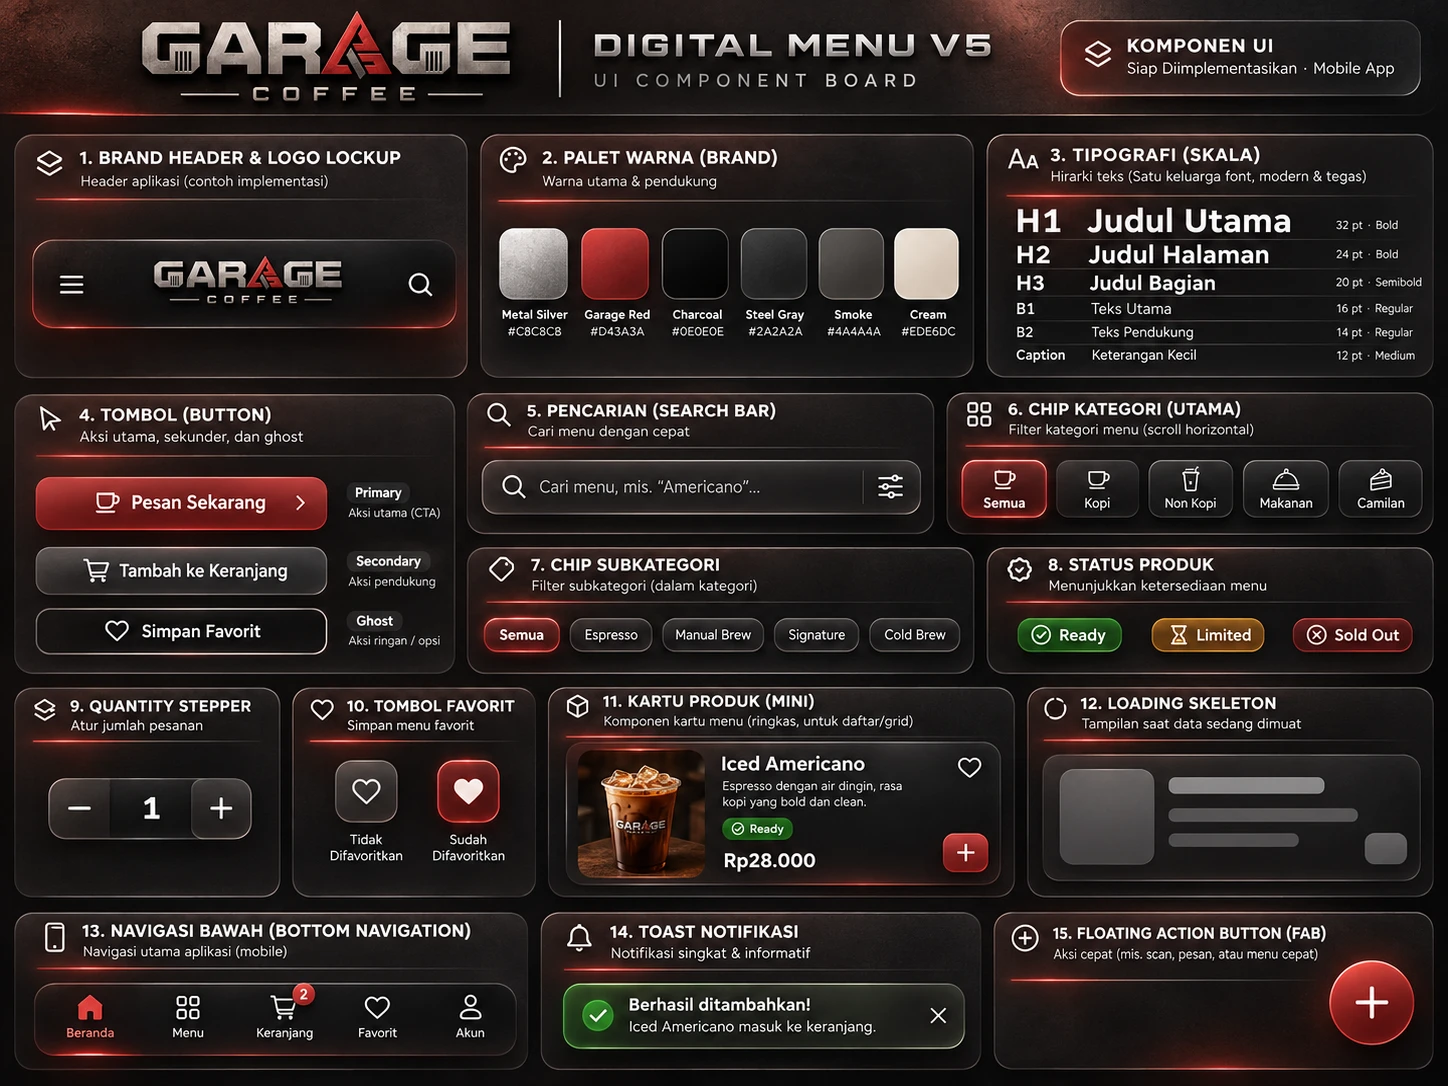 GARAGE
COFFEE
DIGITAL MENU V5
UI COMPONENT BOARD
KOMPONEN UI
Siap Diimplementasikan · Mobile App
1. BRAND HEADER & LOGO LOCKUP
Header aplikasi (contoh implementasi)
GARAGE
COFFEE
2. PALET WARNA (BRAND)
Warna utama & pendukung
Metal Silver
#C8C8C8
Garage Red
#D43A3A
Charcoal
#0E0E0E
Steel Gray
#2A2A2A
Smoke
#4A4A4A
Cream
#EDE6DC
3. TIPOGRAFI (SKALA)
Hirarki teks (Satu keluarga font, modern & tegas)
H1 Judul Utama 32 pt · Bold
H2 Judul Halaman 24 pt · Bold
H3 Judul Bagian 20 pt · Semibold
B1 Teks Utama 16 pt · Regular
B2 Teks Pendukung 14 pt · Regular
Caption Keterangan Kecil 12 pt · Medium
4. TOMBOL (BUTTON)
Aksi utama, sekunder, dan ghost
Pesan Sekarang
Primary
Aksi utama (CTA)
Tambah ke Keranjang
Secondary
Aksi pendukung
Simpan Favorit
Ghost
Aksi ringan / opsi
5. PENCARIAN (SEARCH BAR)
Cari menu dengan cepat
Cari menu, mis. “Americano”...
6. CHIP KATEGORI (UTAMA)
Filter kategori menu (scroll horizontal)
Semua
Kopi
Non Kopi
Makanan
Camilan
7. CHIP SUBKATEGORI
Filter subkategori (dalam kategori)
Semua
Espresso
Manual Brew
Signature
Cold Brew
8. STATUS PRODUK
Menunjukkan ketersediaan menu
Ready
Limited
Sold Out
9. QUANTITY STEPPER
Atur jumlah pesanan
− 1 +
10. TOMBOL FAVORIT
Simpan menu favorit
Tidak
Difavoritkan
Sudah
Difavoritkan
11. KARTU PRODUK (MINI)
Komponen kartu menu (ringkas, untuk daftar/grid)
GARAGE
Iced Americano
Espresso dengan air dingin, rasa
kopi yang bold dan clean.
Ready
Rp28.000
+
12. LOADING SKELETON
Tampilan saat data sedang dimuat
13. NAVIGASI BAWAH (BOTTOM NAVIGATION)
Navigasi utama aplikasi (mobile)
Beranda
Menu
2
Keranjang
Favorit
Akun
14. TOAST NOTIFIKASI
Notifikasi singkat & informatif
Berhasil ditambahkan!
Iced Americano masuk ke keranjang.
15. FLOATING ACTION BUTTON (FAB)
Aksi cepat (mis. scan, pesan, atau menu cepat)
+